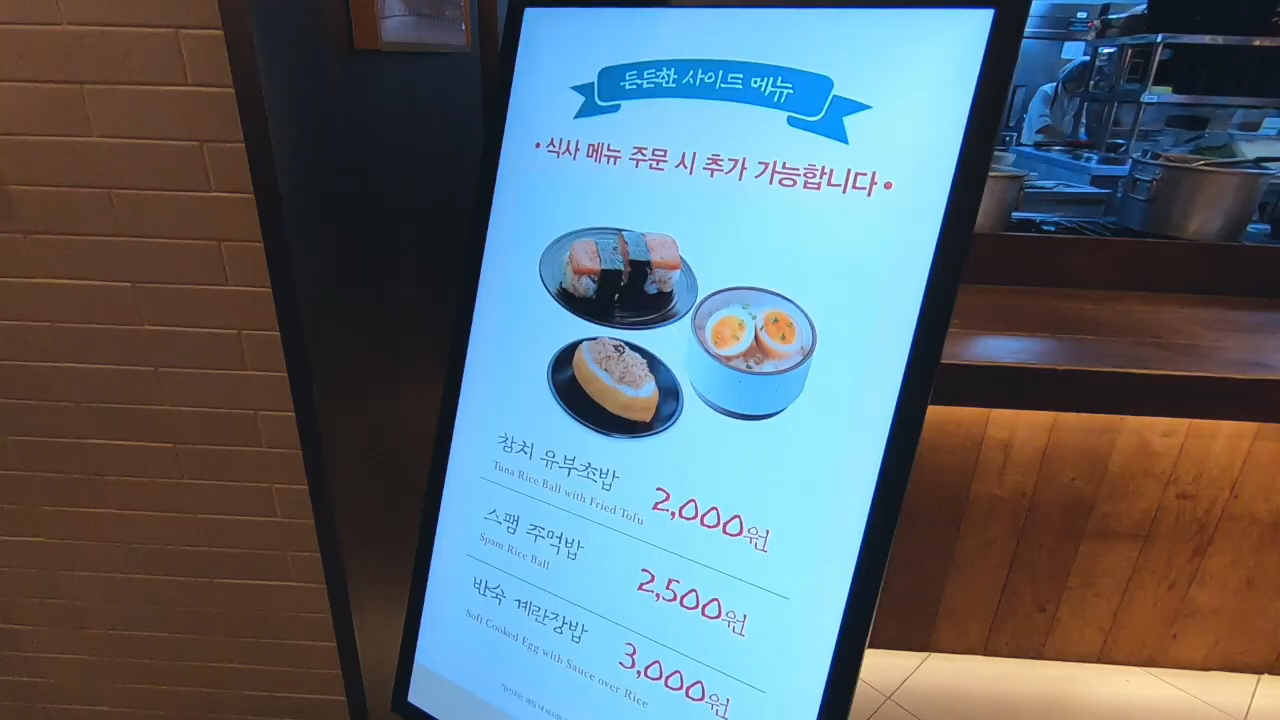 든든한 사이드 메뉴
• 식사 메뉴 주문 시 추가 가능합니다 •
참치 유부초밥
Tuna Rice Ball with Fried Tofu
2,000원
스팸 주먹밥
Spam Rice Ball
2,500원
반숙 계란장밥
Soft Cooked Egg with Sauce over Rice
3,000원